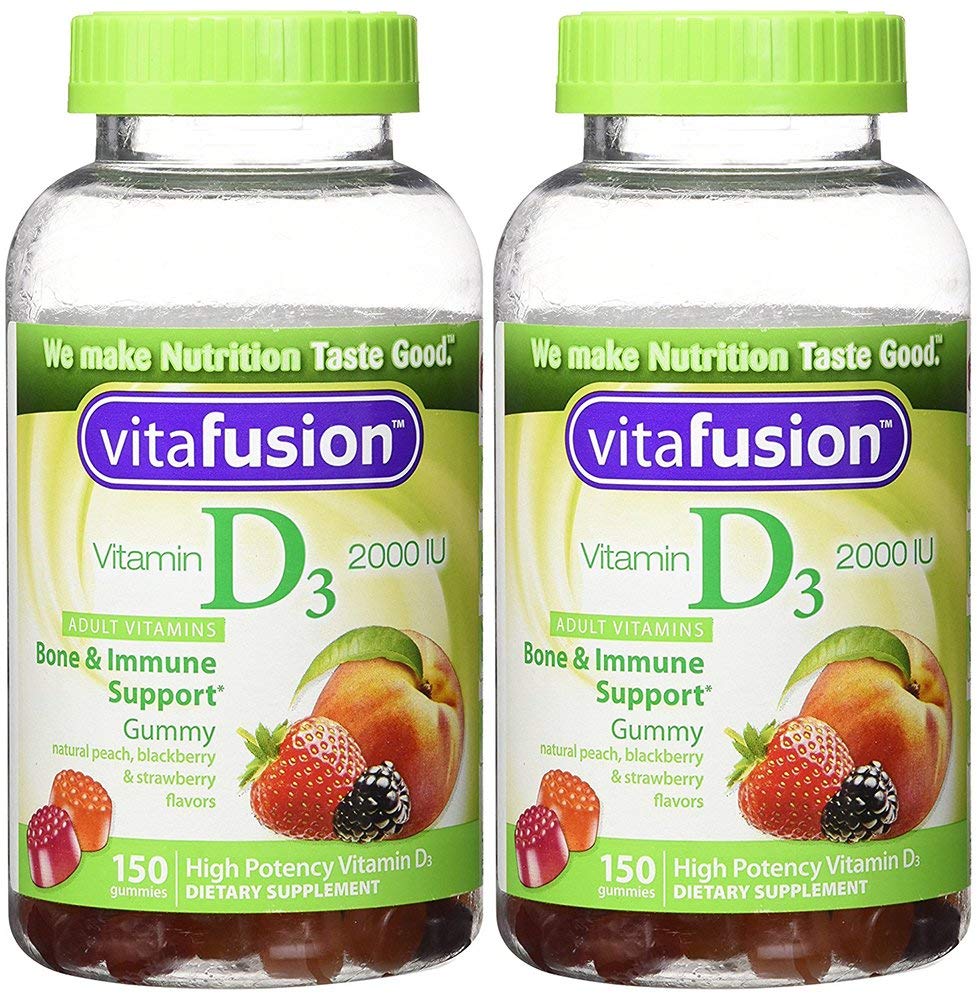 We make Nutrition Taste Good.™
vitafusion™
Vitamin D3 2000 IU
ADULT VITAMINS
Bone & Immune
Support*
Gummy
natural peach, blackberry
& strawberry
flavors
150 gummies
High Potency Vitamin D3
DIETARY SUPPLEMENT
We make Nutrition Taste Good.™
vitafusion™
Vitamin D3 2000 IU
ADULT VITAMINS
Bone & Immune
Support*
Gummy
natural peach, blackberry
& strawberry
flavors
150 gummies
High Potency Vitamin D3
DIETARY SUPPLEMENT